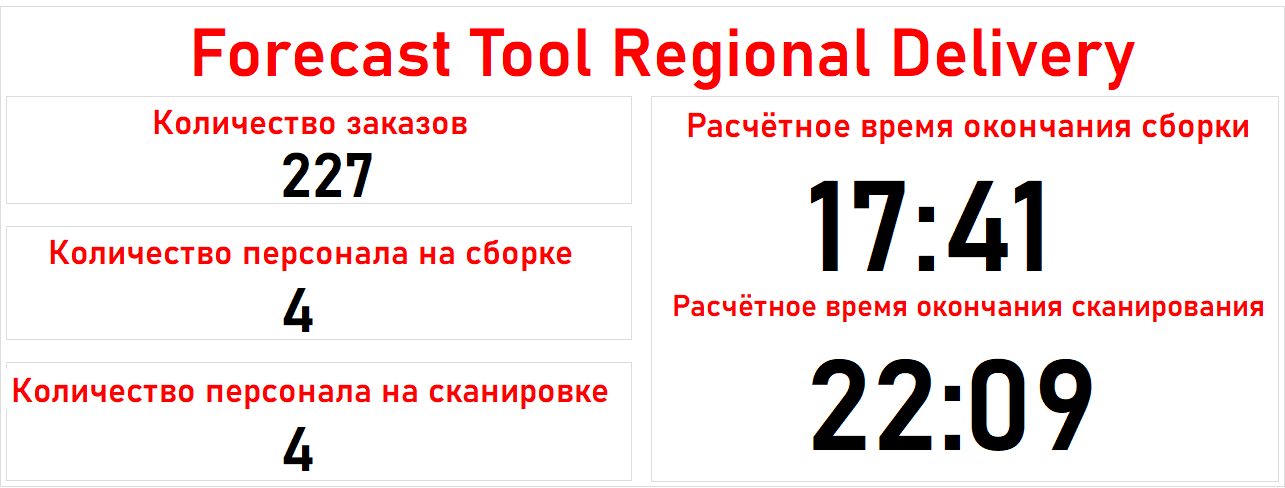 Forecast Tool Regional Delivery
Количество заказов
227
Количество персонала на сборке
4
Количество персонала на сканировке
4
Расчётное время окончания сборки
17:41
Расчётное время окончания сканирования
22:09